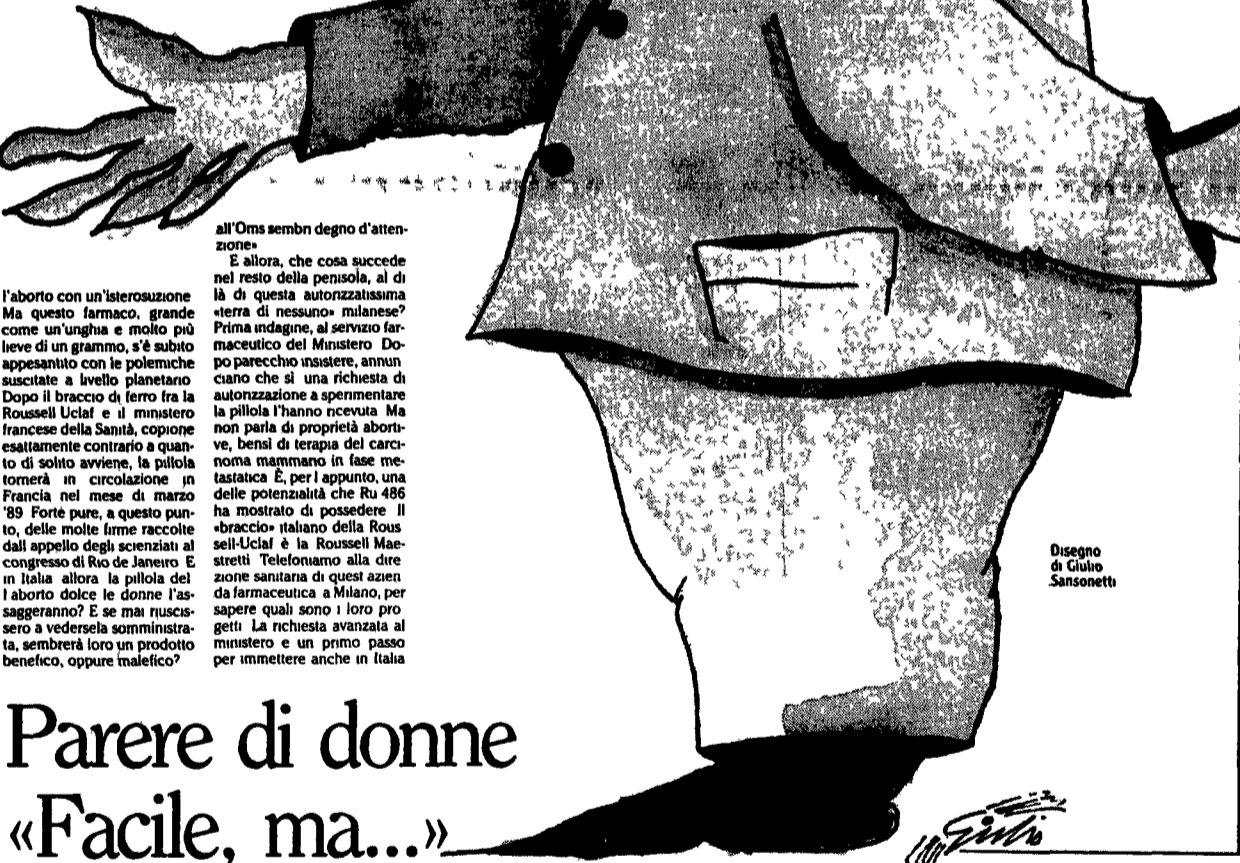 l'aborto con un'isterosuzione
Ma questo farmaco, grande
come un'unghia e molto più
lieve di un grammo, s'è subito
appesantito con le polemiche
suscitate a livello planetario
Dopo il braccio di ferro fra la
Roussell Uclaf e il ministero
francese della Sanità, copione
esattamente contrario a quan-
to di solito avviene, la pillola
tornerà in circolazione in
Francia nel mese di marzo
'89 Forte pure, a questo pun-
to, delle molte firme raccolte
dall appello degli scienziati al
congresso di Rio de Janeiro E
in Italia allora la pillola del
l aborto dolce le donne l'as-
saggeranno? E se mai riuscis-
sero a vedersela somministra-
ta, sembrerà loro un prodotto
benefico, oppure malefico?
all'Oms sembri degno d'atten-
zione»
E allora, che cosa succede
nel resto della penisola, al di
là di questa autorizzatissima
«terra di nessuno» milanese?
Prima indagine, al servizio far-
maceutico del Ministero Do-
po parecchio insistere, annun
ciano che sì una richiesta di
autorizzazione a sperimentare
la pillola l'hanno ricevuta Ma
non parla di proprietà aborti-
ve, bensì di terapia del carci-
noma mammano in fase me-
tastatica È, per l appunto, una
delle potenzialità che Ru 486
ha mostrato di possedere Il
«braccio» italiano della Rous
sell-Uclaf è la Roussell Mae-
stretti Telefoniamo alla dire
zione sanitaria di quest azien
da farmaceutica a Milano, per
sapere quali sono i loro pro
getti La richiesta avanzata al
ministero e un primo passo
per immettere anche in Italia
Disegno
di Giulio
Sansonetti
Parere di donne
«Facile, ma...»
Giulio